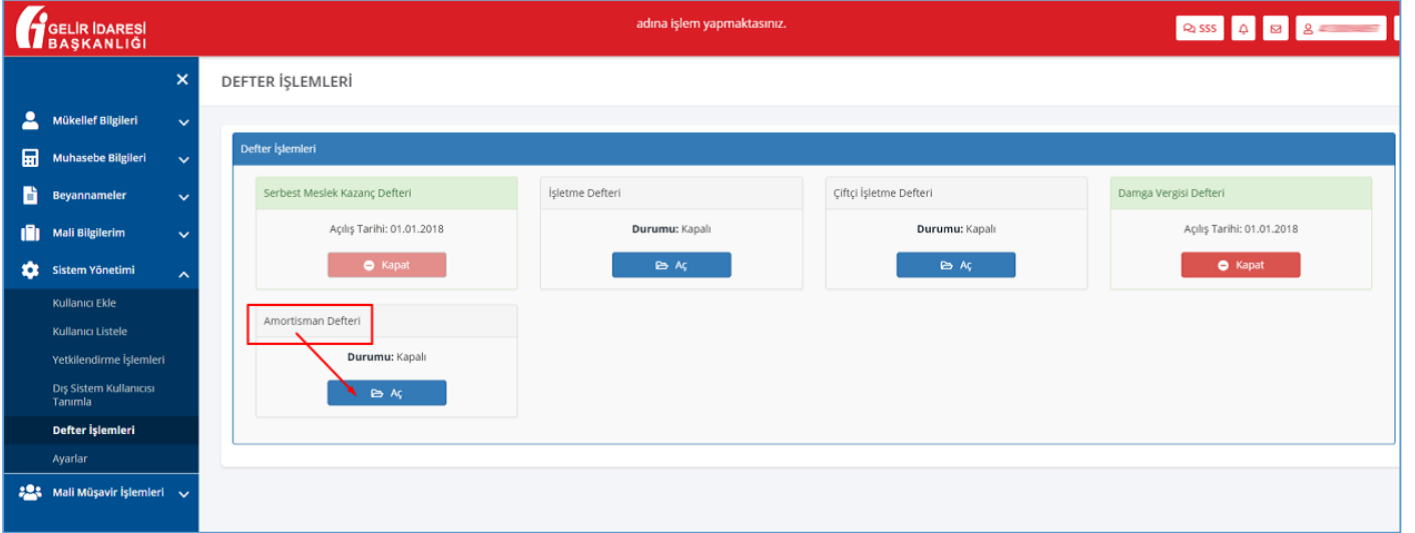 GELİR İDARESİ
BAŞKANLIĞI
adına işlem yapmaktasınız.
SSS
DEFTER İŞLEMLERİ
Mükellef Bilgileri
Muhasebe Bilgileri
Beyannameler
Mali Bilgilerim
Sistem Yönetimi
Kullanıcı Ekle
Kullanıcı Listele
Yetkilendirme İşlemleri
Dış Sistem Kullanıcısı
Tanımla
Defter İşlemleri
Ayarlar
Mali Müşavir İşlemleri
Defter İşlemleri
Serbest Meslek Kazanç Defteri
Açılış Tarihi: 01.01.2018
Kapat
İşletme Defteri
Durumu: Kapalı
Aç
Çiftçi İşletme Defteri
Durumu: Kapalı
Aç
Damga Vergisi Defteri
Açılış Tarihi: 01.01.2018
Kapat
Amortisman Defteri
Durumu: Kapalı
Aç